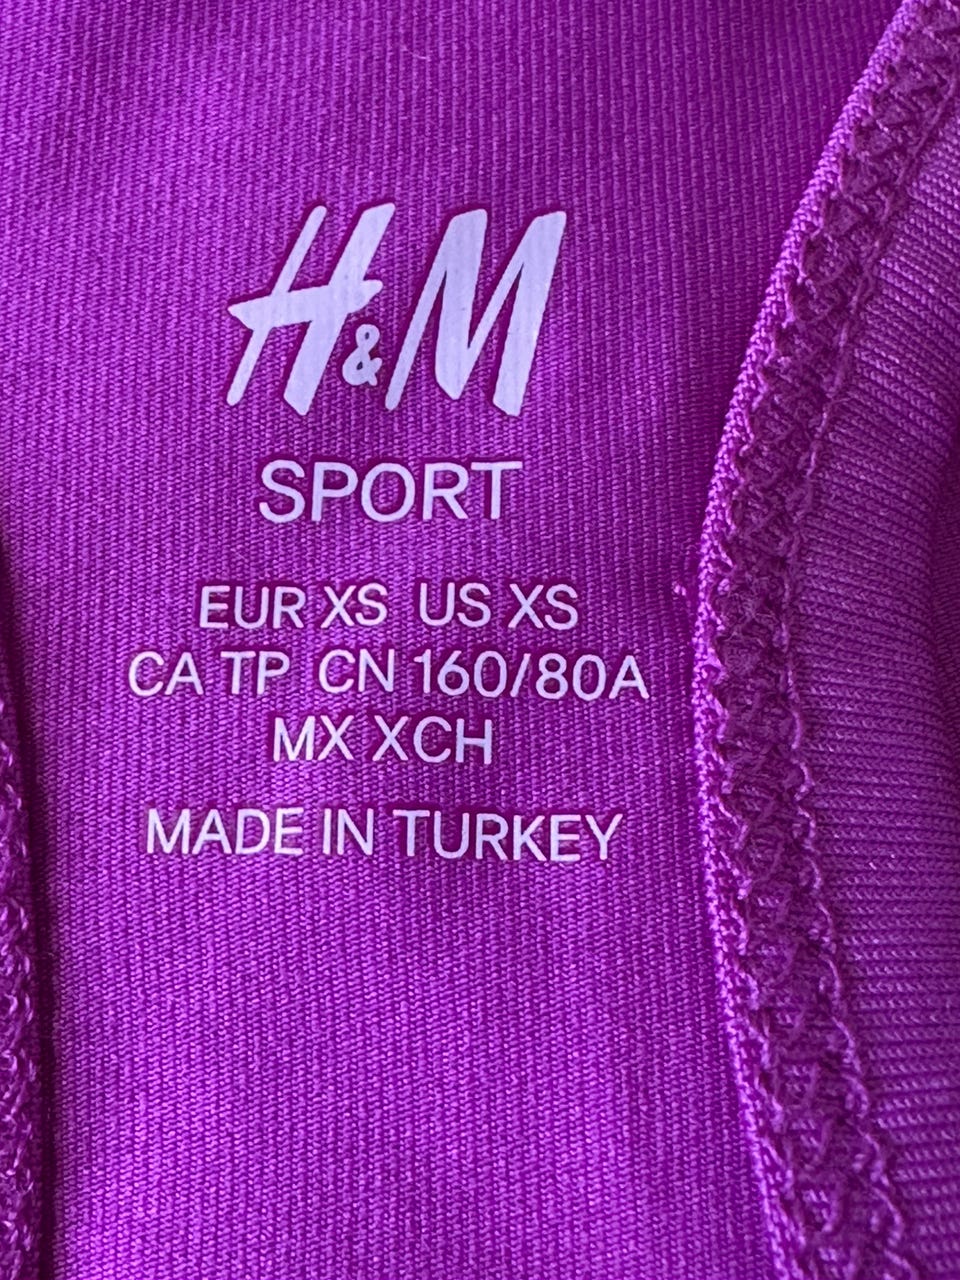 H&M
SPORT
EUR XS US XS
CA TP CN 160/80A
MX XCH
MADE IN TURKEY